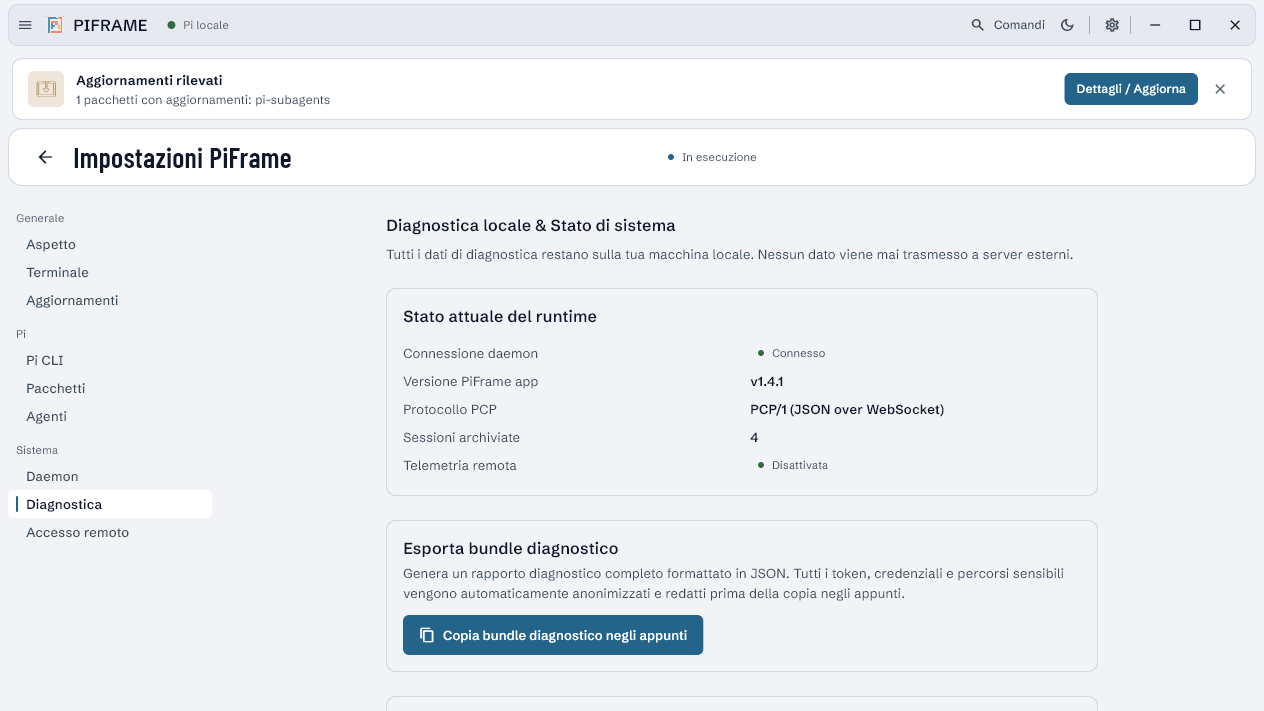 PIFRAME
Pi locale
Comandi
Aggiornamenti rilevati
1 pacchetti con aggiornamenti: pi-subagents
Dettagli / Aggiorna
Impostazioni PiFrame
In esecuzione
Generale
Aspetto
Terminale
Aggiornamenti
Pi
Pi CLI
Pacchetti
Agenti
Sistema
Daemon
Diagnostica
Accesso remoto
Diagnostica locale & Stato di sistema
Tutti i dati di diagnostica restano sulla tua macchina locale. Nessun dato viene mai trasmesso a server esterni.
Stato attuale del runtime
Connessione daemon
Connesso
Versione PiFrame app
v1.4.1
Protocollo PCP
PCP/1 (JSON over WebSocket)
Sessioni archiviate
4
Telemetria remota
Disattivata
Esporta bundle diagnostico
Genera un rapporto diagnostico completo formattato in JSON. Tutti i token, credenziali e percorsi sensibili
vengono automaticamente anonimizzati e redatti prima della copia negli appunti.
Copia bundle diagnostico negli appunti